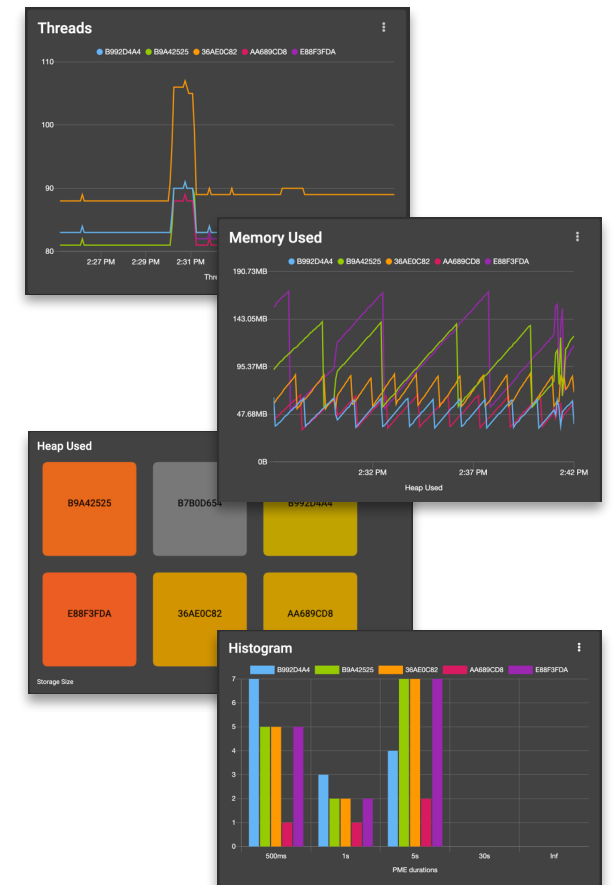 Threads
B992D4A4 B9A42525 36AE0C82 AA689CD8 E88F3FDA
110
100
90
80
2:27 PM 2:29 PM 2:31 PM
Memory Used
B992D4A4 B9A42525 36AE0C82 AA689CD8 E88F3FDA
190.73MB
143.05MB
95.37MB
47.68MB
0B
2:32 PM 2:37 PM 2:42 PM
Heap Used
Heap Used
B9A42525 B7B0D654 B992D4A4
E88F3FDA 36AE0C82 AA689CD8
Storage Size
Histogram
B992D4A4 B9A42525 36AE0C82 AA689CD8 E88F3FDA
7
6
5
4
3
2
1
0
500ms 1s 5s 30s Inf
PME durations